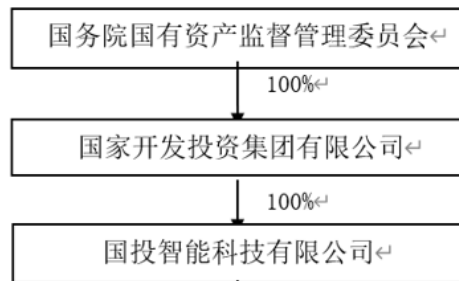 国务院国有资产监督管理委员会↵
100%↵
国家开发投资集团有限公司↵
100%↵
国投智能科技有限公司↵